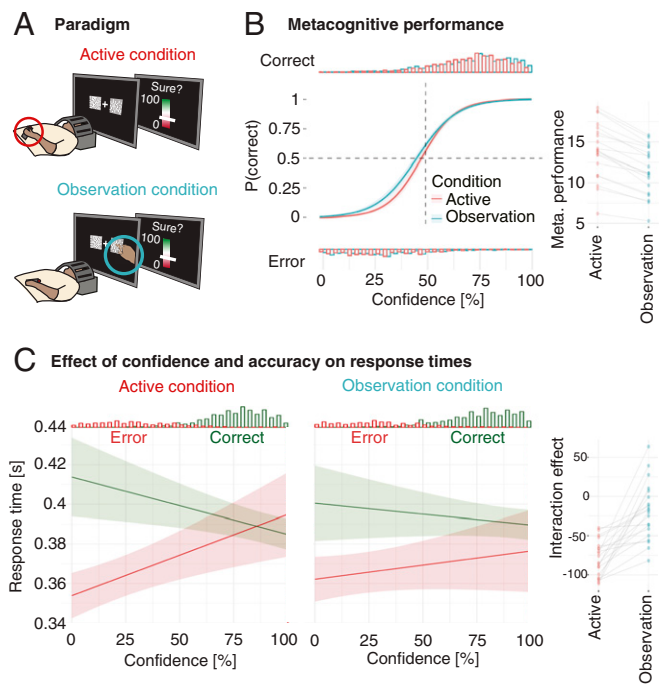 A Paradigm
Active condition
Sure?
100
0
+
Observation condition
Sure?
100
0
+
B Metacognitive performance
Correct
1
0.75
0.5
0.25
0
P(correct)
Condition
Active
Observation
Error
0 25 50 75 100
Confidence [%]
15
10
5
Meta. performance
Active
Observation
C Effect of confidence and accuracy on response times
Active condition
Observation condition
0.44
0.42
0.4
0.38
0.36
0.34
Response time [s]
Error Correct
Error Correct
0 25 50 75 100
Confidence [%]
0 25 50 75 100
Confidence [%]
50
0
-50
-100
Interaction effect
Active
Observation